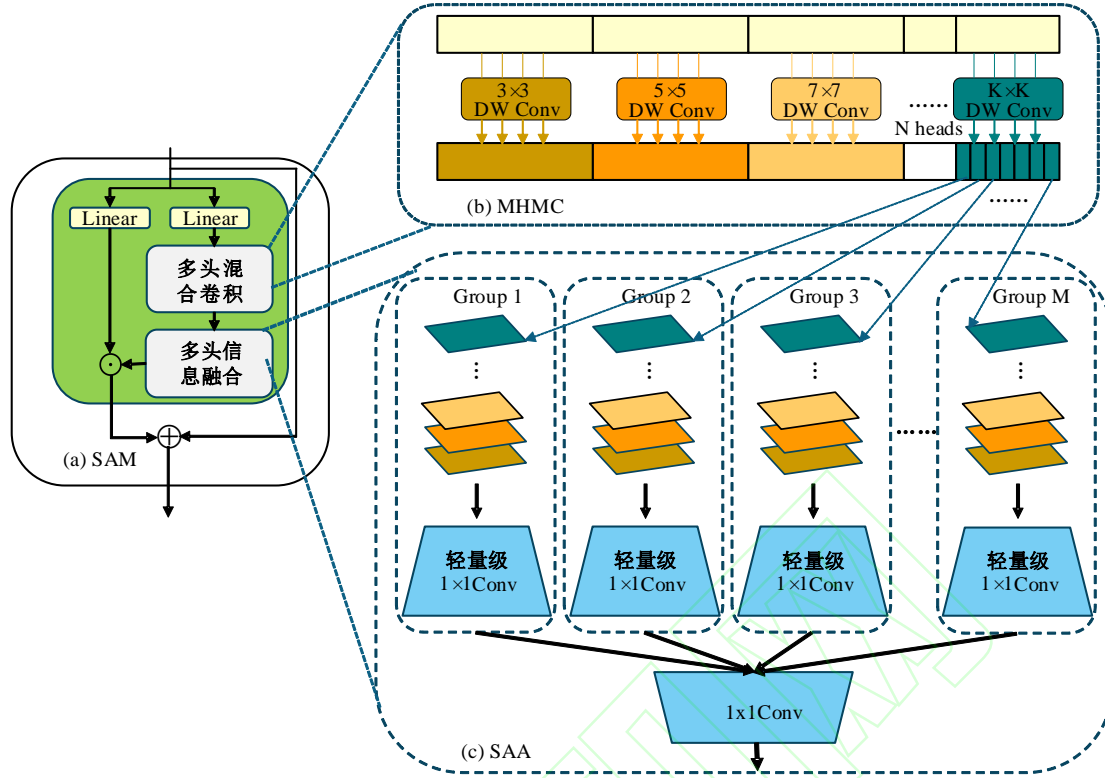 3×3
DW Conv
5×5
DW Conv
7×7
DW Conv
......
K×K
DW Conv
N heads
(b) MHMC
......
Linear
Linear
多头混
合卷积
多头信
息融合
(a) SAM
Group 1
Group 2
Group 3
Group M
...
...
...
...
......
轻量级
1×1Conv
轻量级
1×1Conv
轻量级
1×1Conv
轻量级
1×1Conv
1x1Conv
(c) SAA